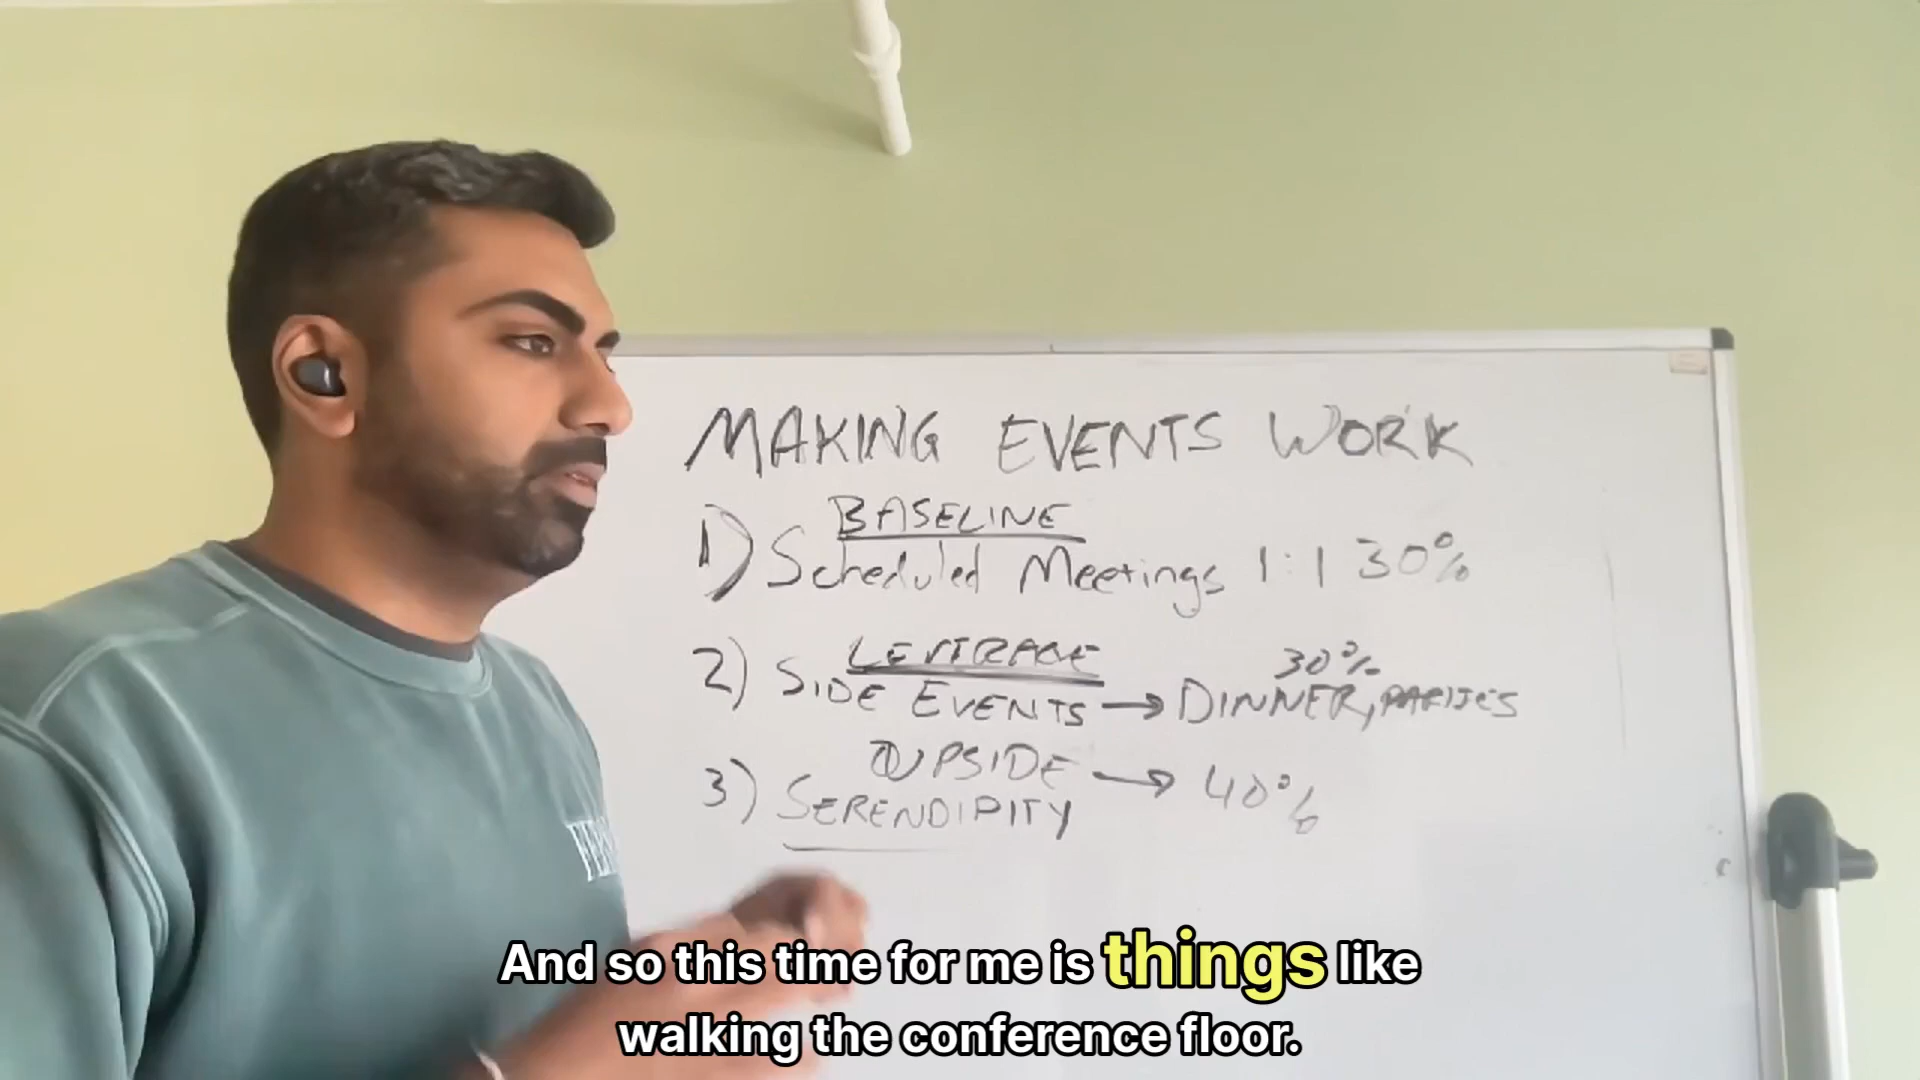 MAKING EVENTS WORK
BASELINE
1) Scheduled Meetings 1:1 30%
LEVERAGE
30%
2) SIDE EVENTS → DINNER, PARTIES
UPSIDE → 40%
3) SERENDIPITY
And so this time for me is things like
walking the conference floor.